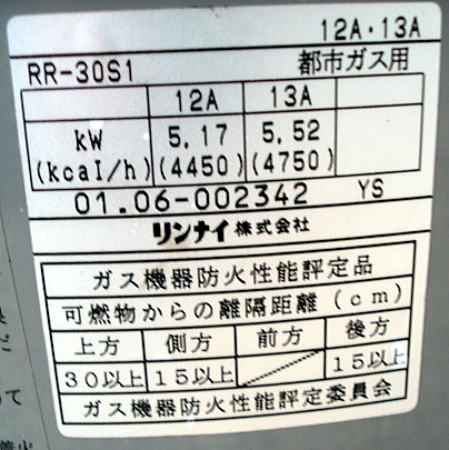 12A・13A
RR-30S1 都市ガス用
12A 13A
kW 5.17 5.52
(kcal/h) (4450) (4750)
01.06-002342 YS
リンナイ株式会社
ガス機器防火性能評定品
可燃物からの離隔距離(cm)
上方 側方 前方 後方
30以上 15以上 15以上
ガス機器防火性能評定委員会
だ
って